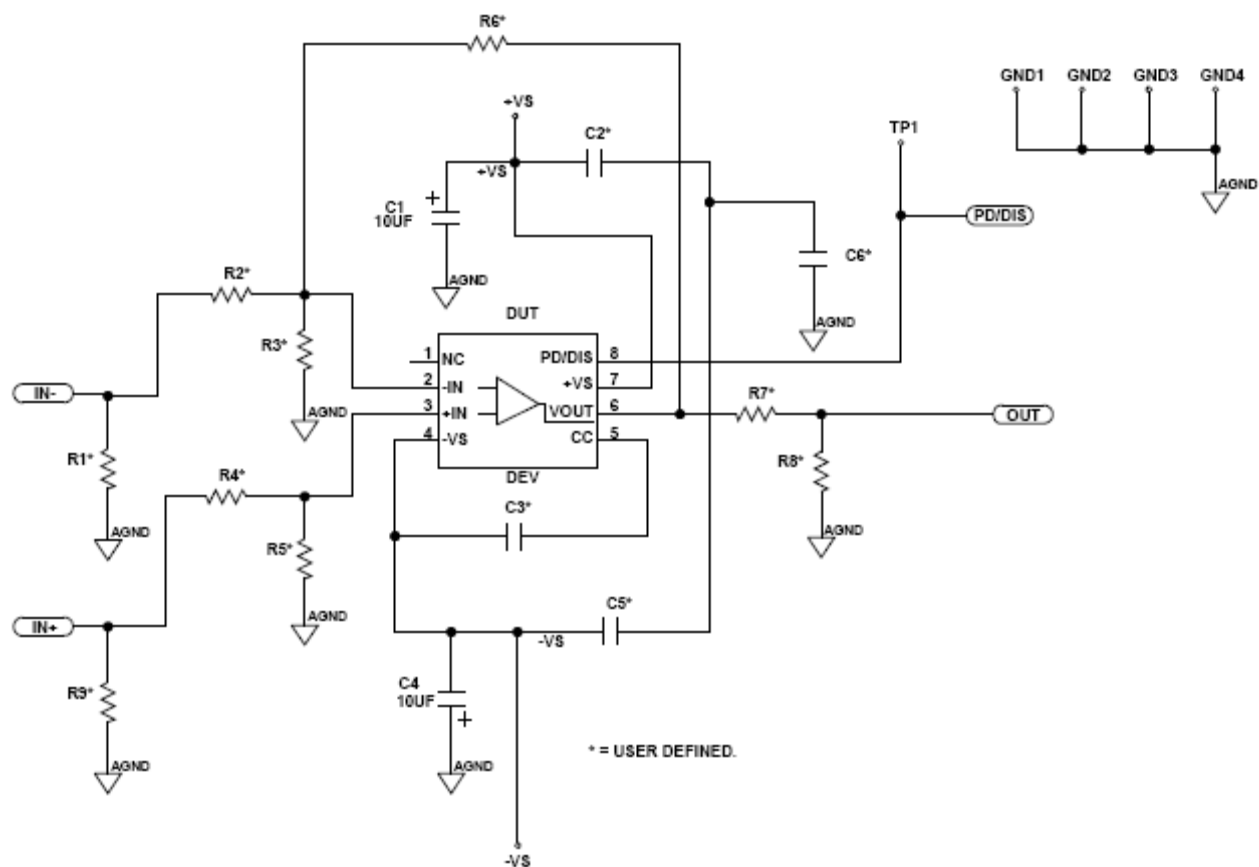 R6*
+VS
C2*
+VS
C1
10UF
+
AGND
C6*
AGND
TP1
PD/DIS
GND1 GND2 GND3 GND4
AGND
R2*
R3*
AGND
IN-
R1*
AGND
DUT
1 NC PD/DIS 8
2 -IN +VS 7
3 +IN VOUT 6
4 -VS CC 5
DEV
R7*
OUT
R8*
AGND
R4*
R5*
AGND
C3*
IN+
R9*
AGND
C5*
-VS
C4
10UF
+
AGND
* = USER DEFINED.
-VS